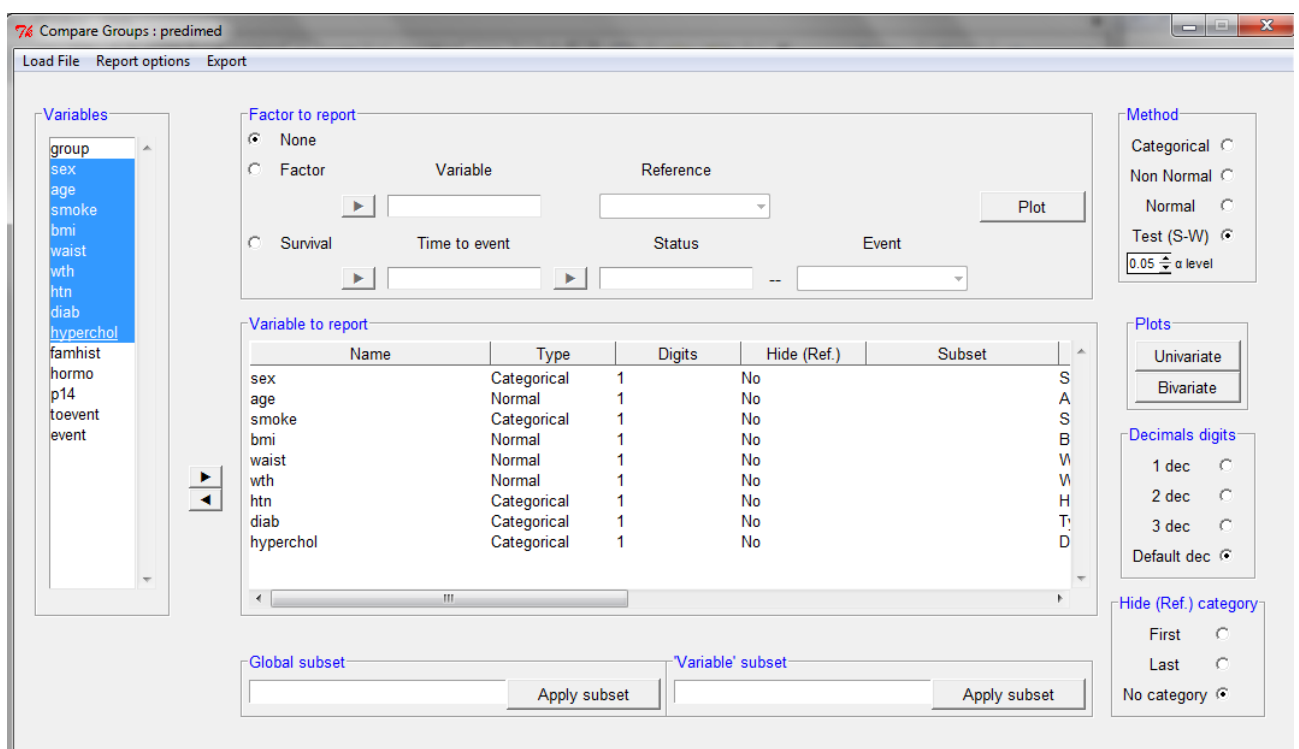 Compare Groups : predimed
Load File Report options Export
Variables
group
sex
age
smoke
bmi
waist
wth
htn
diab
hyperchol
famhist
hormo
p14
toevent
event
Factor to report
None
Factor Variable Reference
Plot
Survival Time to event Status Event
--
Variable to report
Name Type Digits Hide (Ref.) Subset
sex Categorical 1 No S
age Normal 1 No A
smoke Categorical 1 No S
bmi Normal 1 No B
waist Normal 1 No W
wth Normal 1 No W
htn Categorical 1 No H
diab Categorical 1 No Ty
hyperchol Categorical 1 No D
Global subset
Apply subset
'Variable' subset
Apply subset
Method
Categorical
Non Normal
Normal
Test (S-W)
0.05 α level
Plots
Univariate
Bivariate
Decimals digits
1 dec
2 dec
3 dec
Default dec
Hide (Ref.) category
First
Last
No category